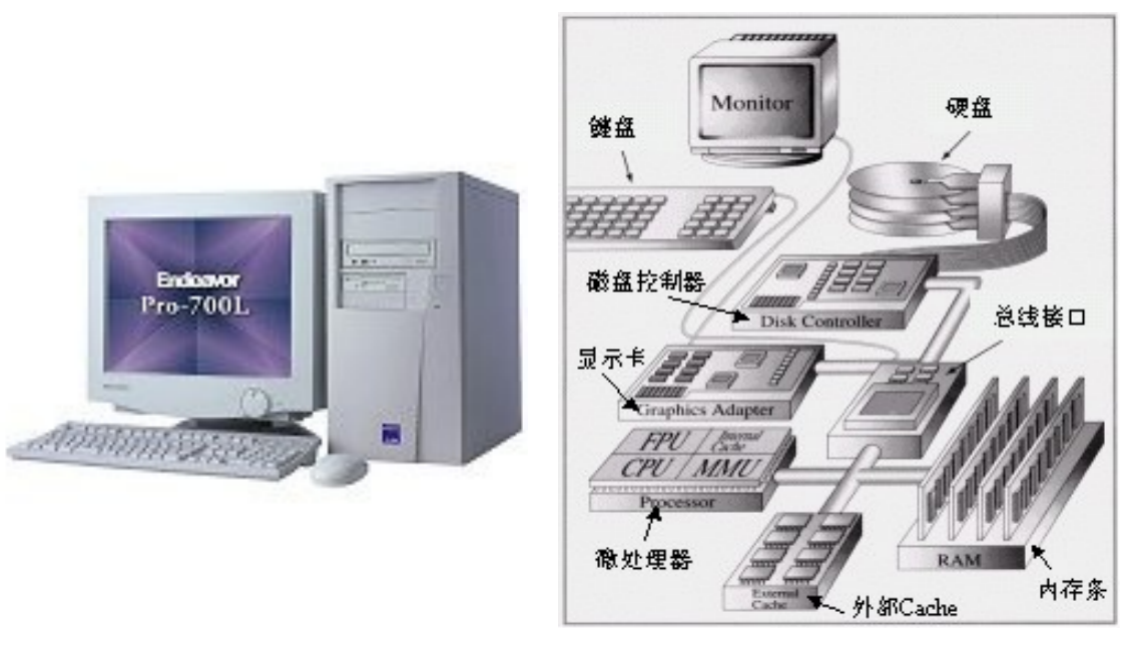 Endeavor
Pro-700L
Monitor
键盘
硬盘
磁盘控制器
Disk Controller
总线接口
显示卡
Graphics Adapter
FPU
Internal
Cache
CPU
MMU
Processor
微处理器
RAM
内存条
External
Cache
外部Cache